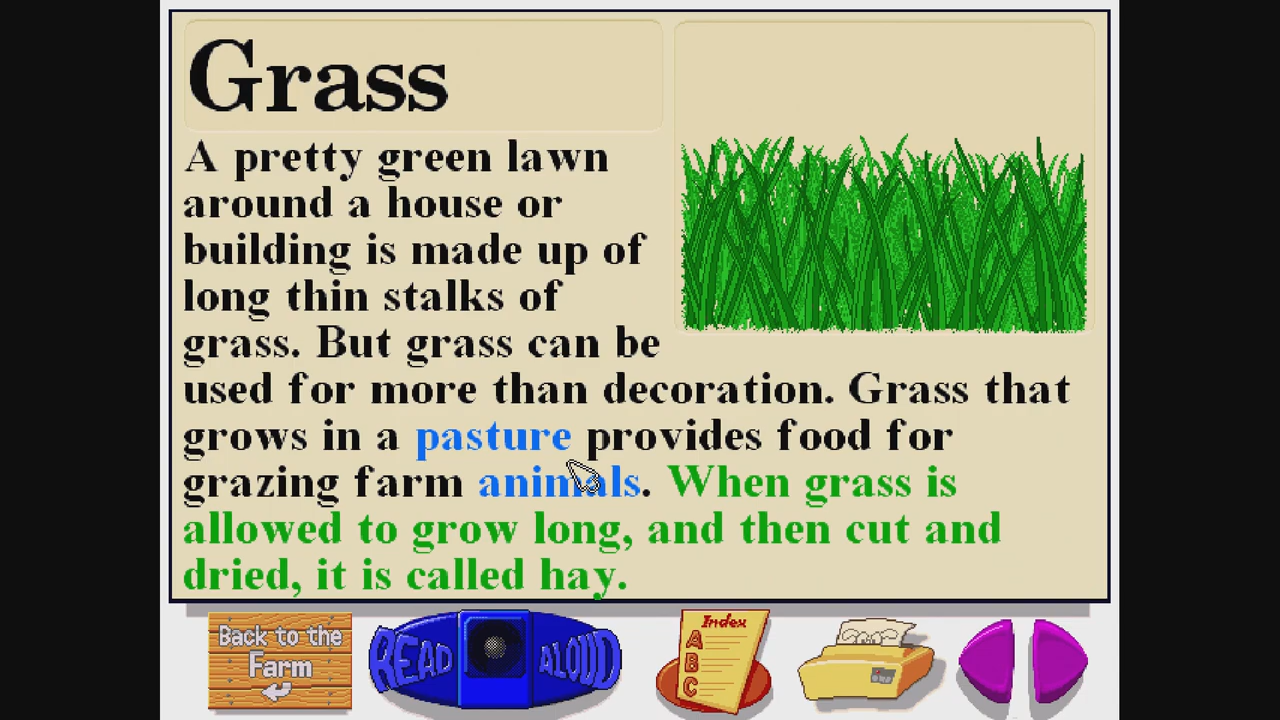 Grass
A pretty green lawn
around a house or
building is made up of
long thin stalks of
grass. But grass can be
used for more than decoration. Grass that
grows in a pasture provides food for
grazing farm animals. When grass is
allowed to grow long, and then cut and
dried, it is called hay.
Back to the
Farm
READ ALOUD
Index
A
B
C